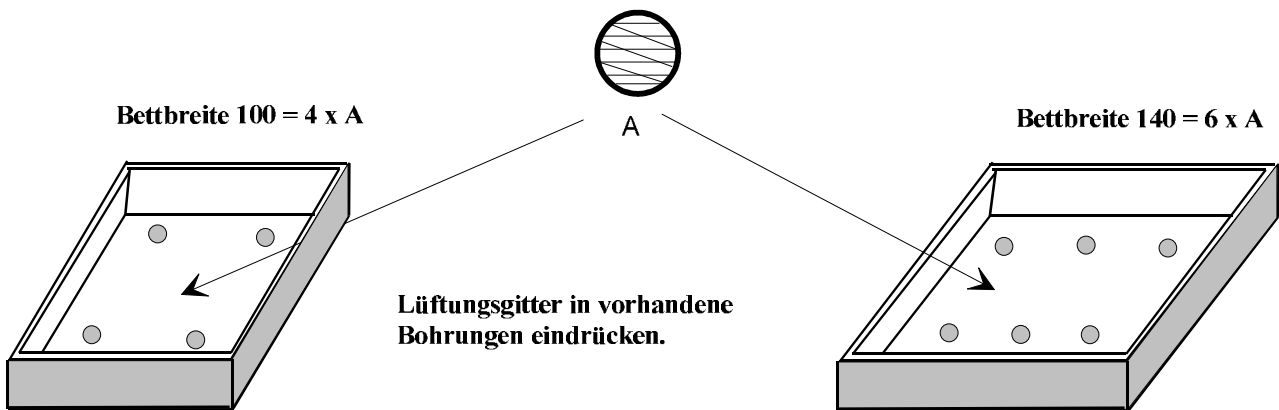 A
Bettbreite 100 = 4 x A
Bettbreite 140 = 6 x A
Lüftungsgitter in vorhandene
Bohrungen eindrücken.